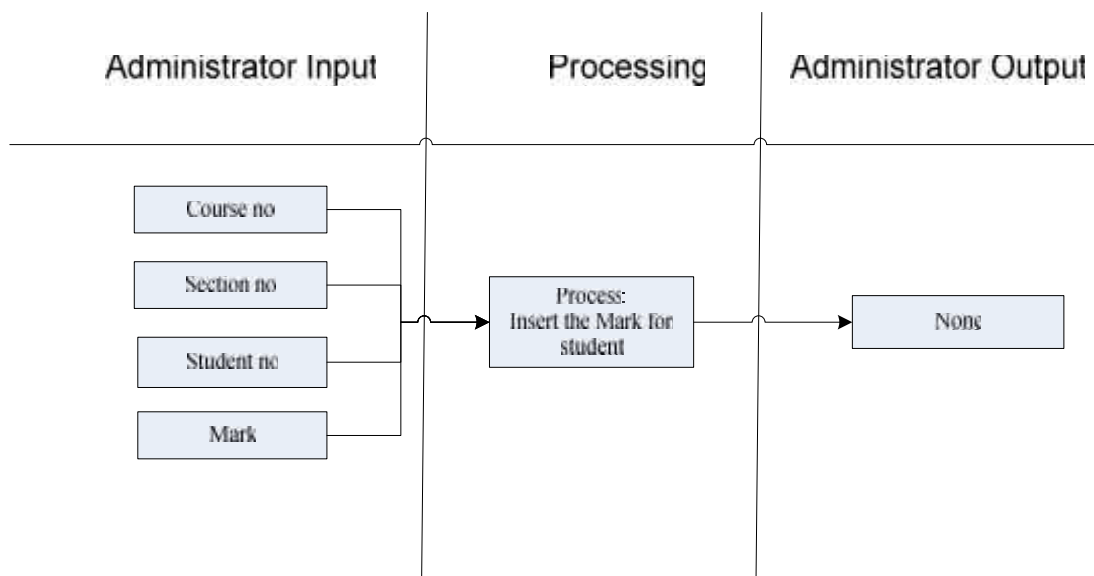 Administrator Input
Processing
Administrator Output
Course no
Section no
Student no
Mark
Process:
Insert the Mark for
student
None